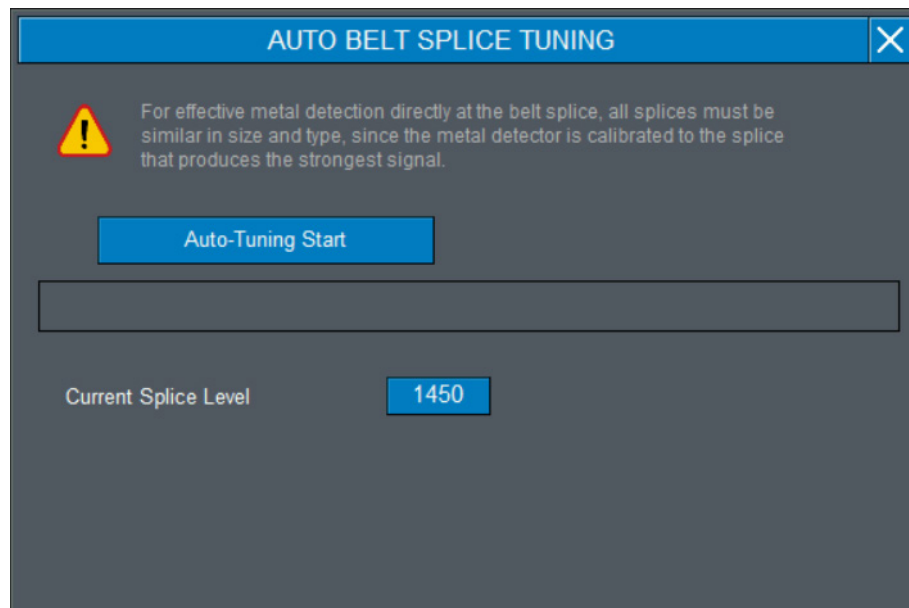 AUTO BELT SPLICE TUNING
For effective metal detection directly at the belt splice, all splices must be
similar in size and type, since the metal detector is calibrated to the splice
that produces the strongest signal.
Auto-Tuning Start
Current Splice Level 1450